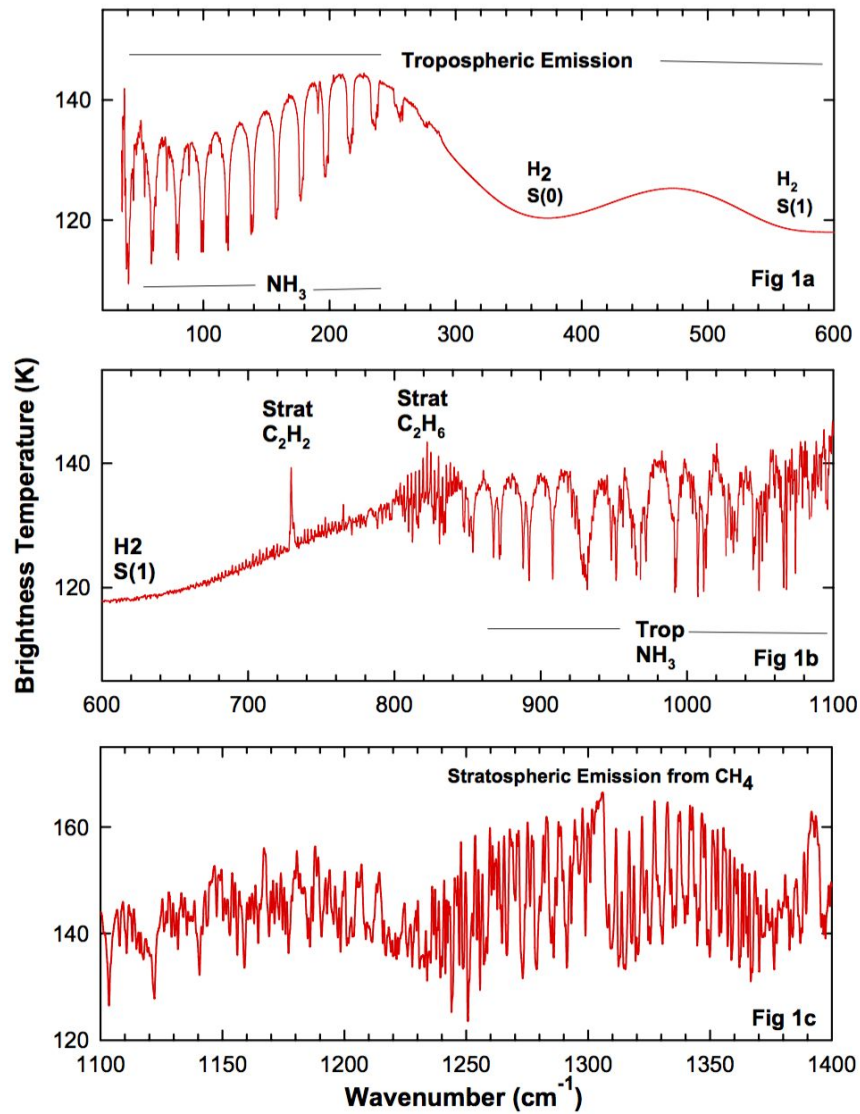 Tropospheric Emission
140
120
H2
S(0)
H2
S(1)
NH3
Fig 1a
100
200
300
400
500
600
Brightness Temperature (K)
Strat
C2H2
Strat
C2H6
140
120
H2
S(1)
Trop
NH3
Fig 1b
600
700
800
900
1000
1100
Stratospheric Emission from CH4
160
140
120
Fig 1c
1100
1150
1200
1250
1300
1350
1400
Wavenumber (cm-1)